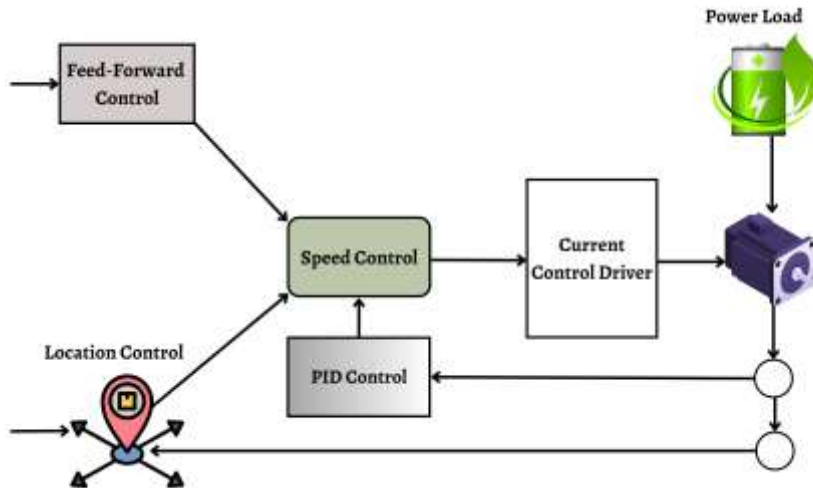 Power Load
Feed-Forward
Control
Speed Control
Current
Control Driver
Location Control
PID Control